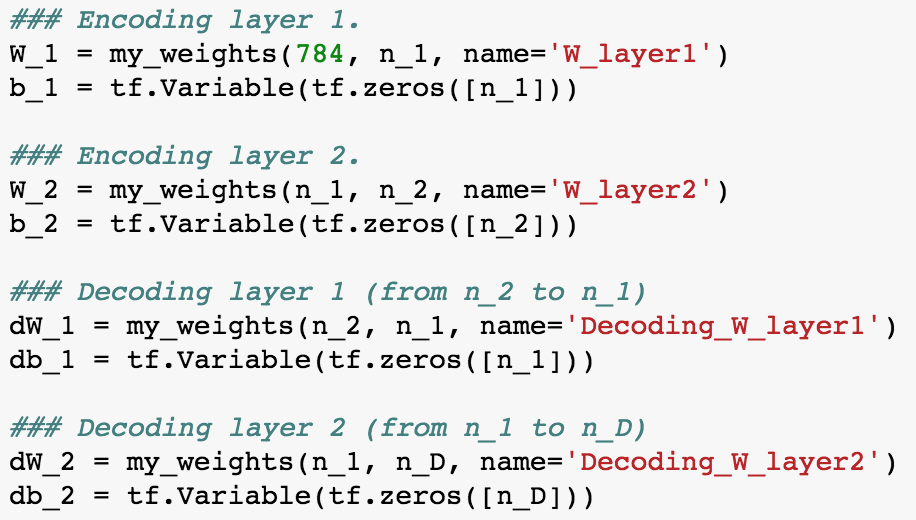 ### Encoding layer 1.
W_1 = my_weights(784, n_1, name='W_layer1')
b_1 = tf.Variable(tf.zeros([n_1]))
### Encoding layer 2.
W_2 = my_weights(n_1, n_2, name='W_layer2')
b_2 = tf.Variable(tf.zeros([n_2]))
### Decoding layer 1 (from n_2 to n_1)
dW_1 = my_weights(n_2, n_1, name='Decoding_W_layer1')
db_1 = tf.Variable(tf.zeros([n_1]))
### Decoding layer 2 (from n_1 to n_D)
dW_2 = my_weights(n_1, n_D, name='Decoding_W_layer2')
db_2 = tf.Variable(tf.zeros([n_D]))